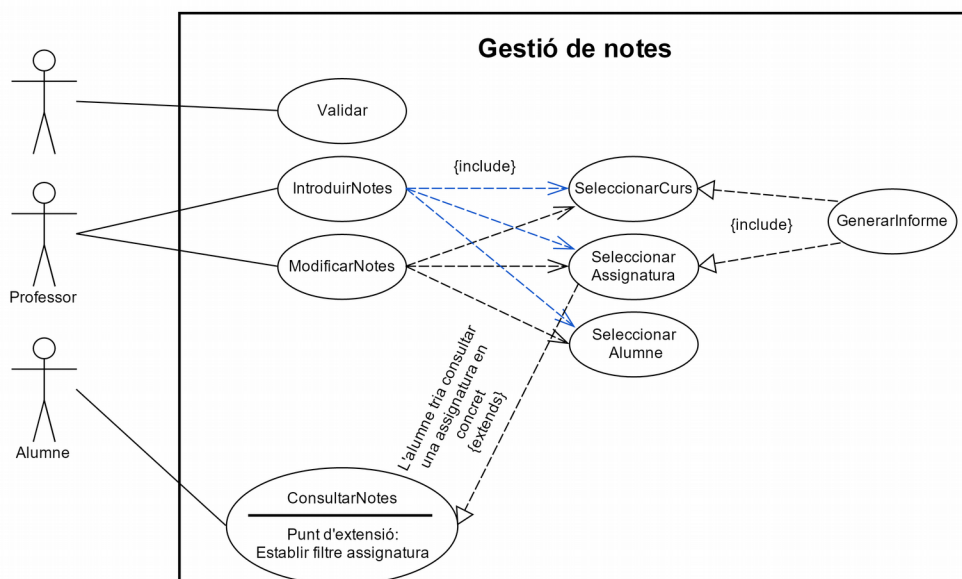 Gestió de notes
Validar
{include}
IntroduirNotes
SeleccionarCurs
GenerarInforme
{include}
ModificarNotes
Seleccionar
Assignatura
Professor
Seleccionar
Alumne
L'alumne tria consultar
una assignatura en
concret
{extends}
Alumne
ConsultarNotes
Punt d'extensió:
Establir filtre assignatura